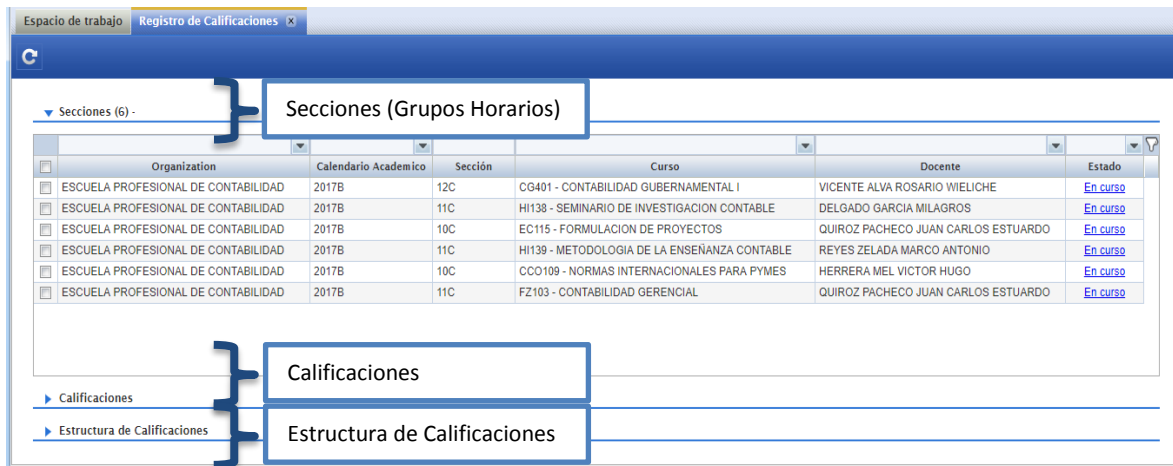 Espacio de trabajo Registro de Calificaciones x
Secciones (6) - Secciones (Grupos Horarios)
Organization Calendario Academico Sección Curso Docente Estado
ESCUELA PROFESIONAL DE CONTABILIDAD 2017B 12C CG401 - CONTABILIDAD GUBERNAMENTAL I VICENTE ALVA ROSARIO WIELICHE En curso
ESCUELA PROFESIONAL DE CONTABILIDAD 2017B 11C HI138 - SEMINARIO DE INVESTIGACION CONTABLE DELGADO GARCIA MILAGROS En curso
ESCUELA PROFESIONAL DE CONTABILIDAD 2017B 10C EC115 - FORMULACION DE PROYECTOS QUIROZ PACHECO JUAN CARLOS ESTUARDO En curso
ESCUELA PROFESIONAL DE CONTABILIDAD 2017B 11C HI139 - METODOLOGIA DE LA ENSEÑANZA CONTABLE REYES ZELADA MARCO ANTONIO En curso
ESCUELA PROFESIONAL DE CONTABILIDAD 2017B 10C CCO109 - NORMAS INTERNACIONALES PARA PYMES HERRERA MEL VICTOR HUGO En curso
ESCUELA PROFESIONAL DE CONTABILIDAD 2017B 11C FZ103 - CONTABILIDAD GERENCIAL QUIROZ PACHECO JUAN CARLOS ESTUARDO En curso
Calificaciones
Calificaciones
Estructura de Calificaciones Estructura de Calificaciones